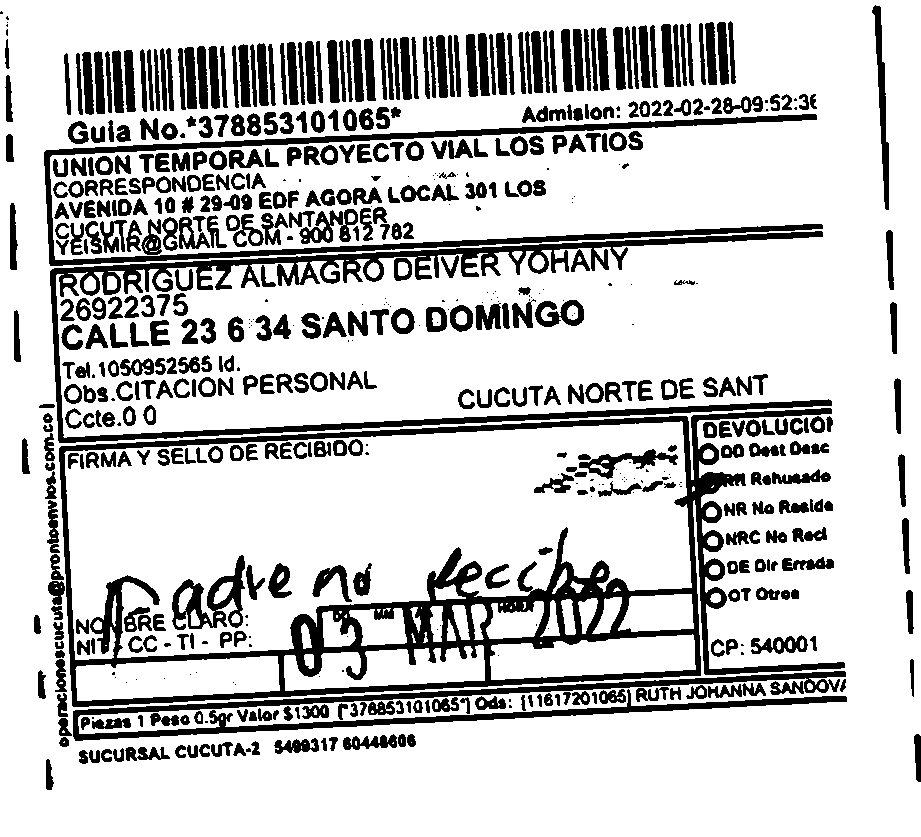 Guia No.*378853101065*
Admision: 2022-02-28-09:52:36
UNION TEMPORAL PROYECTO VIAL LOS PATIOS
CORRESPONDENCIA
AVENIDA 10 # 29-09 EDF AGORA LOCAL 301 LOS
CUCUTA NORTE DE SANTANDER
YEISMIR@GMAIL COM - 900 812 782
RODRIGUEZ ALMAGRO DEIVER YOHANY
26922375
CALLE 23 6 34 SANTO DOMINGO
Tel.1050952565 Id.
Obs.CITACION PERSONAL
Ccte.0 0
CUCUTA NORTE DE SANT
operacionescucuta@prontoenvios.com.co
FIRMA Y SELLO DE RECIBIDO:
DEVOLUCION
DD Dest Desc
RH Rehusado
NR No Reside
NRC No Recl
DE Dir Errada
OT Otros
CP: 540001
Padre no recibe
NOMBRE CLARO:
NIT - CC - TI - PP:
DD MM HORA
03 MAR 2022
Piezas 1 Peso 0.5gr Valor $1300 ["378853101065"] Ods: [11617201065] RUTH JOHANNA SANDOVA
SUCURSAL CUCUTA-2 5499317 60448606